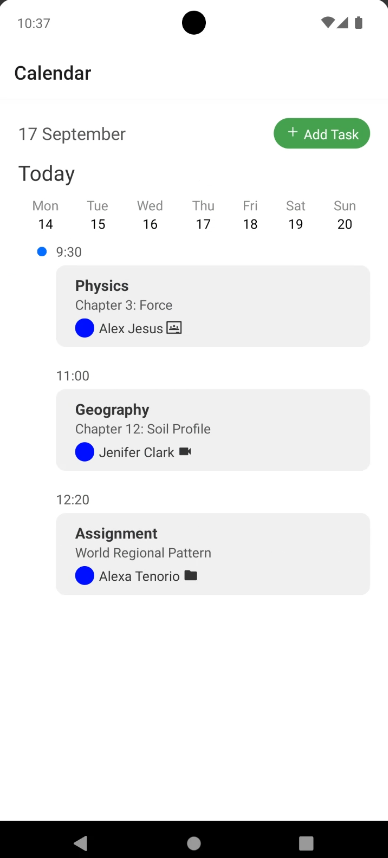 10:37
Calendar
17 September
+ Add Task
Today
Mon Tue Wed Thu Fri Sat Sun
14 15 16 17 18 19 20
9:30
Physics
Chapter 3: Force
Alex Jesus
11:00
Geography
Chapter 12: Soil Profile
Jenifer Clark
12:20
Assignment
World Regional Pattern
Alexa Tenorio